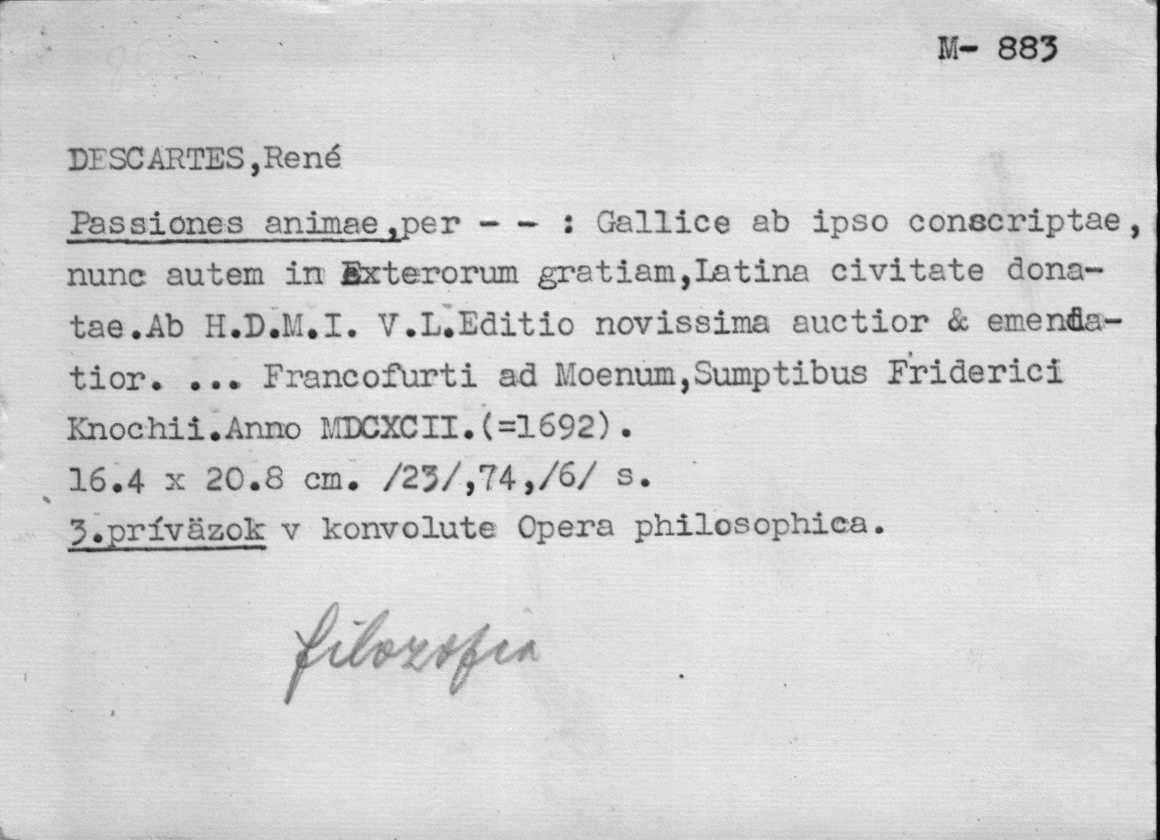 M- 883
DESCARTES,René
Passiones animae,per - - : Gallice ab ipso conscriptae,
nunc autem in Exterorum gratiam,Latina civitate dona-
tae.Ab H.D.M.I. V.L.Editio novissima auctior & emenda-
tior. ... Francofurti ad Moenum,Sumptibus Friderici
Knochii.Anno MDCXCII.(=1692).
16.4 x 20.8 cm. /23/,74,/6/ s.
3.príväzok v konvolute Opera philosophica.
filozofia